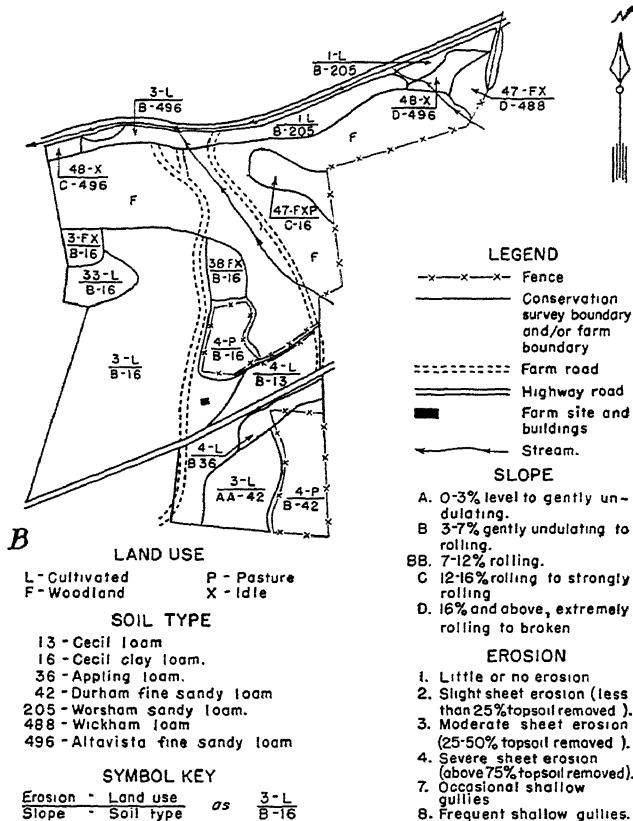 N
1-L
B-205
3-L
B-496
47-FX
D-488
48-X
D-496
1L
B-205
F
48-X
C-496
F
47-FXP
C-16
F
3-FX
B-16
38FX
B-16
33-L
B-16
4-P
B-16
3-L
B-16
4-L
B-13
4-L
B36
3-L
AA-42
4-P
B-42
B
LEGEND
Fence
Conservation
survey boundary
and/or farm
boundary
Farm road
Highway road
Farm site and
buildings
Stream.
SLOPE
A. 0-3% level to gently un-
dulating.
B 3-7% gently undulating to
rolling.
BB. 7-12% rolling.
C 12-16% rolling to strongly
rolling
D. 16% and above, extremely
rolling to broken
EROSION
1. Little or no erosion
2. Slight sheet erosion (less
than 25% topsoil removed ).
3. Moderate sheet erosion
(25-50% topsoil removed ).
4. Severe sheet erosion
(above 75% topsoil removed).
7. Occasional shallow
gullies
8. Frequent shallow gullies.
LAND USE
L - Cultivated P - Pasture
F - Woodland X - Idle
SOIL TYPE
13 - Cecil loam
16 - Cecil clay loam.
36 - Appling loam.
42 - Durham fine sandy loam
205 - Worsham sandy loam.
488 - Wickham loam
496 - Altavista fine sandy loam
SYMBOL KEY
Erosion - Land use as 3-L
Slope - Soil type B-16